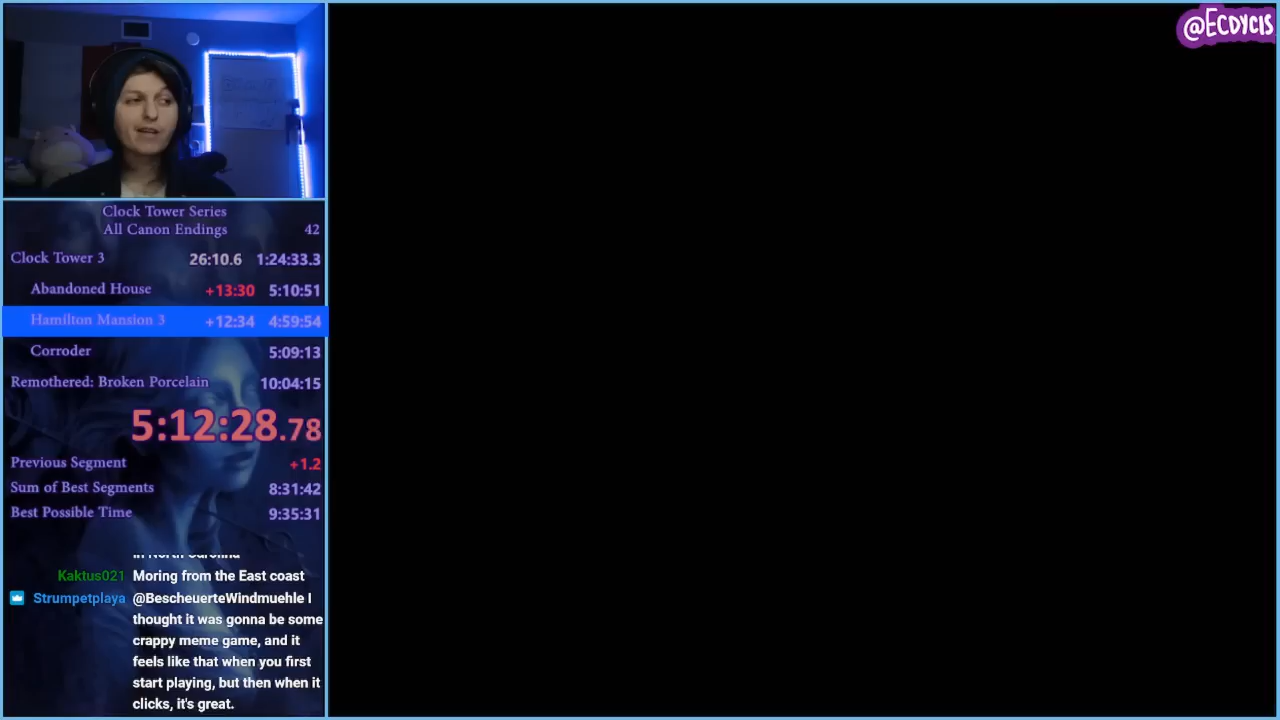 @ECDYCIS
Clock Tower Series
All Canon Endings 42
Clock Tower 3 26:10.6 1:24:33.3
Abandoned House +13:30 5:10:51
Hamilton Mansion 3 +12:34 4:59:54
Corroder 5:09:13
Remothered: Broken Porcelain 10:04:15
5:12:28.78
Previous Segment +1.2
Sum of Best Segments 8:31:42
Best Possible Time 9:35:31
in North Carolina
Kaktus021 Moring from the East coast
Strumpetplaya @BescheuerteWindmuehle I
thought it was gonna be some
crappy meme game, and it
feels like that when you first
start playing, but then when it
clicks, it's great.